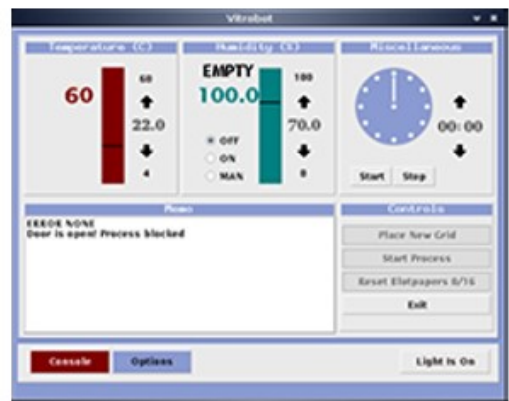 Vitrobot
Temperature (C)
Humidity (%)
Miscellaneous
60
60
22.0
4
EMPTY
100.0
100
70.0
0
OFF
ON
MAN
00:00
Start
Stop
Memo
ERROR NONE
Door is open! Process blocked
Controls
Place New Grid
Start Process
Reset Blotpapers 0/16
Exit
Console
Options
Light Is On